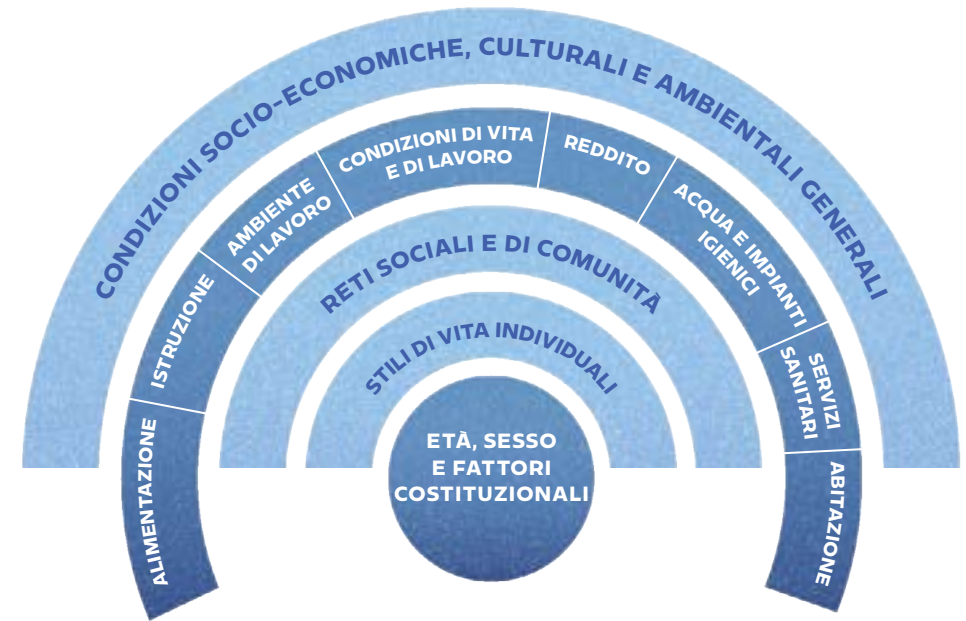 CONDIZIONI SOCIO-ECONOMICHE, CULTURALI E AMBIENTALI GENERALI
ALIMENTAZIONE
ISTRUZIONE
AMBIENTE
DI LAVORO
CONDIZIONI DI VITA
E DI LAVORO
REDDITO
ACQUA E IMPIANTI
IGIENICI
SERVIZI
SANITARI
ABITAZIONE
RETI SOCIALI E DI COMUNITÀ
STILI DI VITA INDIVIDUALI
ETÀ, SESSO
E FATTORI
COSTITUZIONALI